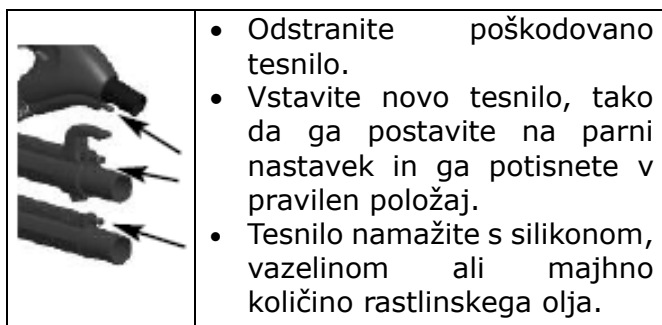 • Odstranite poškodovano
tesnilo.
• Vstavite novo tesnilo, tako
da ga postavite na parni
nastavek in ga potisnete v
pravilen položaj.
• Tesnilo namažite s silikonom,
vazelinom ali majhno
količino rastlinskega olja.